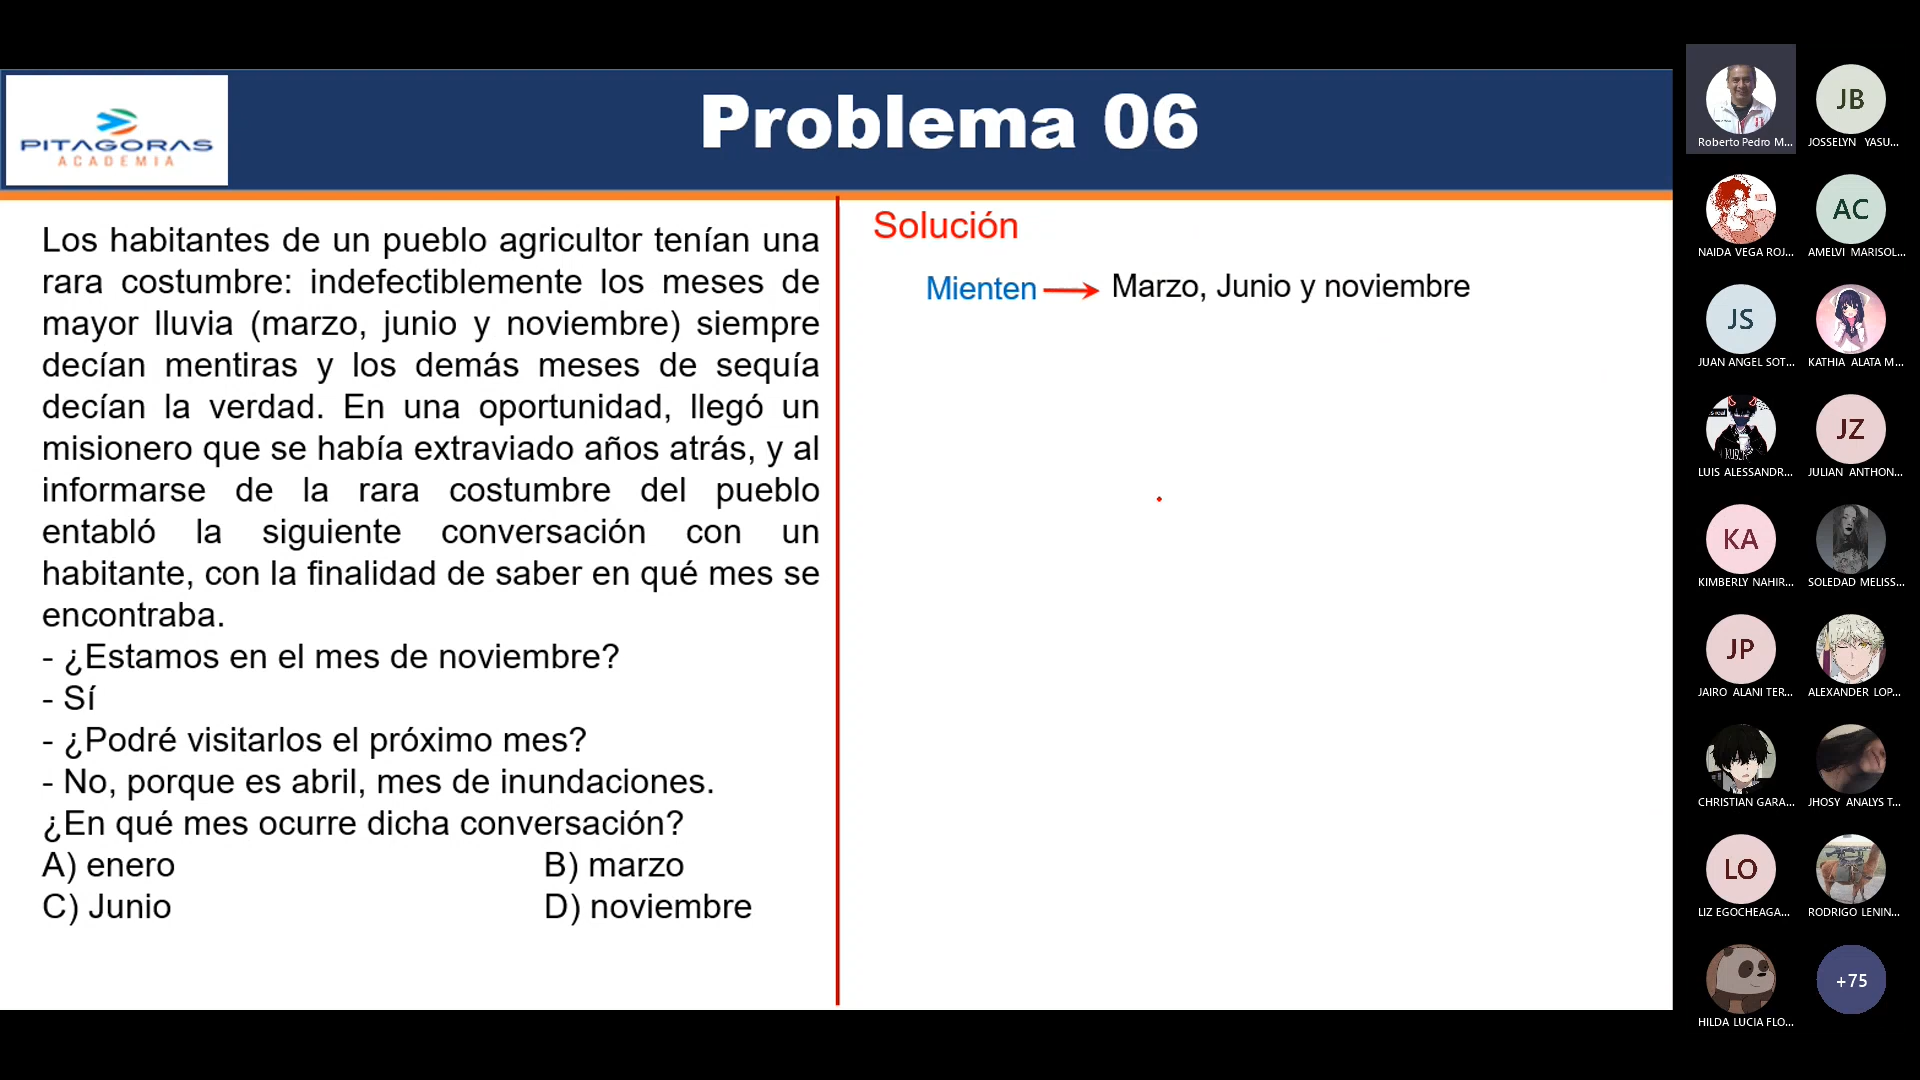 Problema 06
PITAGORAS
ACADEMIA
Los habitantes de un pueblo agricultor tenían una
rara costumbre: indefectiblemente los meses de
mayor lluvia (marzo, junio y noviembre) siempre
decían mentiras y los demás meses de sequía
decían la verdad. En una oportunidad, llegó un
misionero que se había extraviado años atrás, y al
informarse de la rara costumbre del pueblo
entabló la siguiente conversación con un
habitante, con la finalidad de saber en qué mes se
encontraba.
- ¿Estamos en el mes de noviembre?
- Sí
- ¿Podré visitarlos el próximo mes?
- No, porque es abril, mes de inundaciones.
¿En qué mes ocurre dicha conversación?
A) enero B) marzo
C) Junio D) noviembre
Solución
Mienten Marzo, Junio y noviembre
Roberto Pedro M...
JB
JOSSELYN YASU...
NAIDA VEGA ROJ...
AC
AMELVI MARISOL...
JS
JUAN ANGEL SOT...
KATHIA ALATA M...
LUIS ALESSANDR...
JZ
JULIAN ANTHON...
KA
KIMBERLY NAHIR...
SOLEDAD MELISS...
JP
JAIRO ALANI TER...
ALEXANDER LOP...
CHRISTIAN GARA...
JHOSY ANALYS T...
LO
LIZ EGOCHEAGA...
RODRIGO LENIN...
HILDA LUCIA FLO...
+75